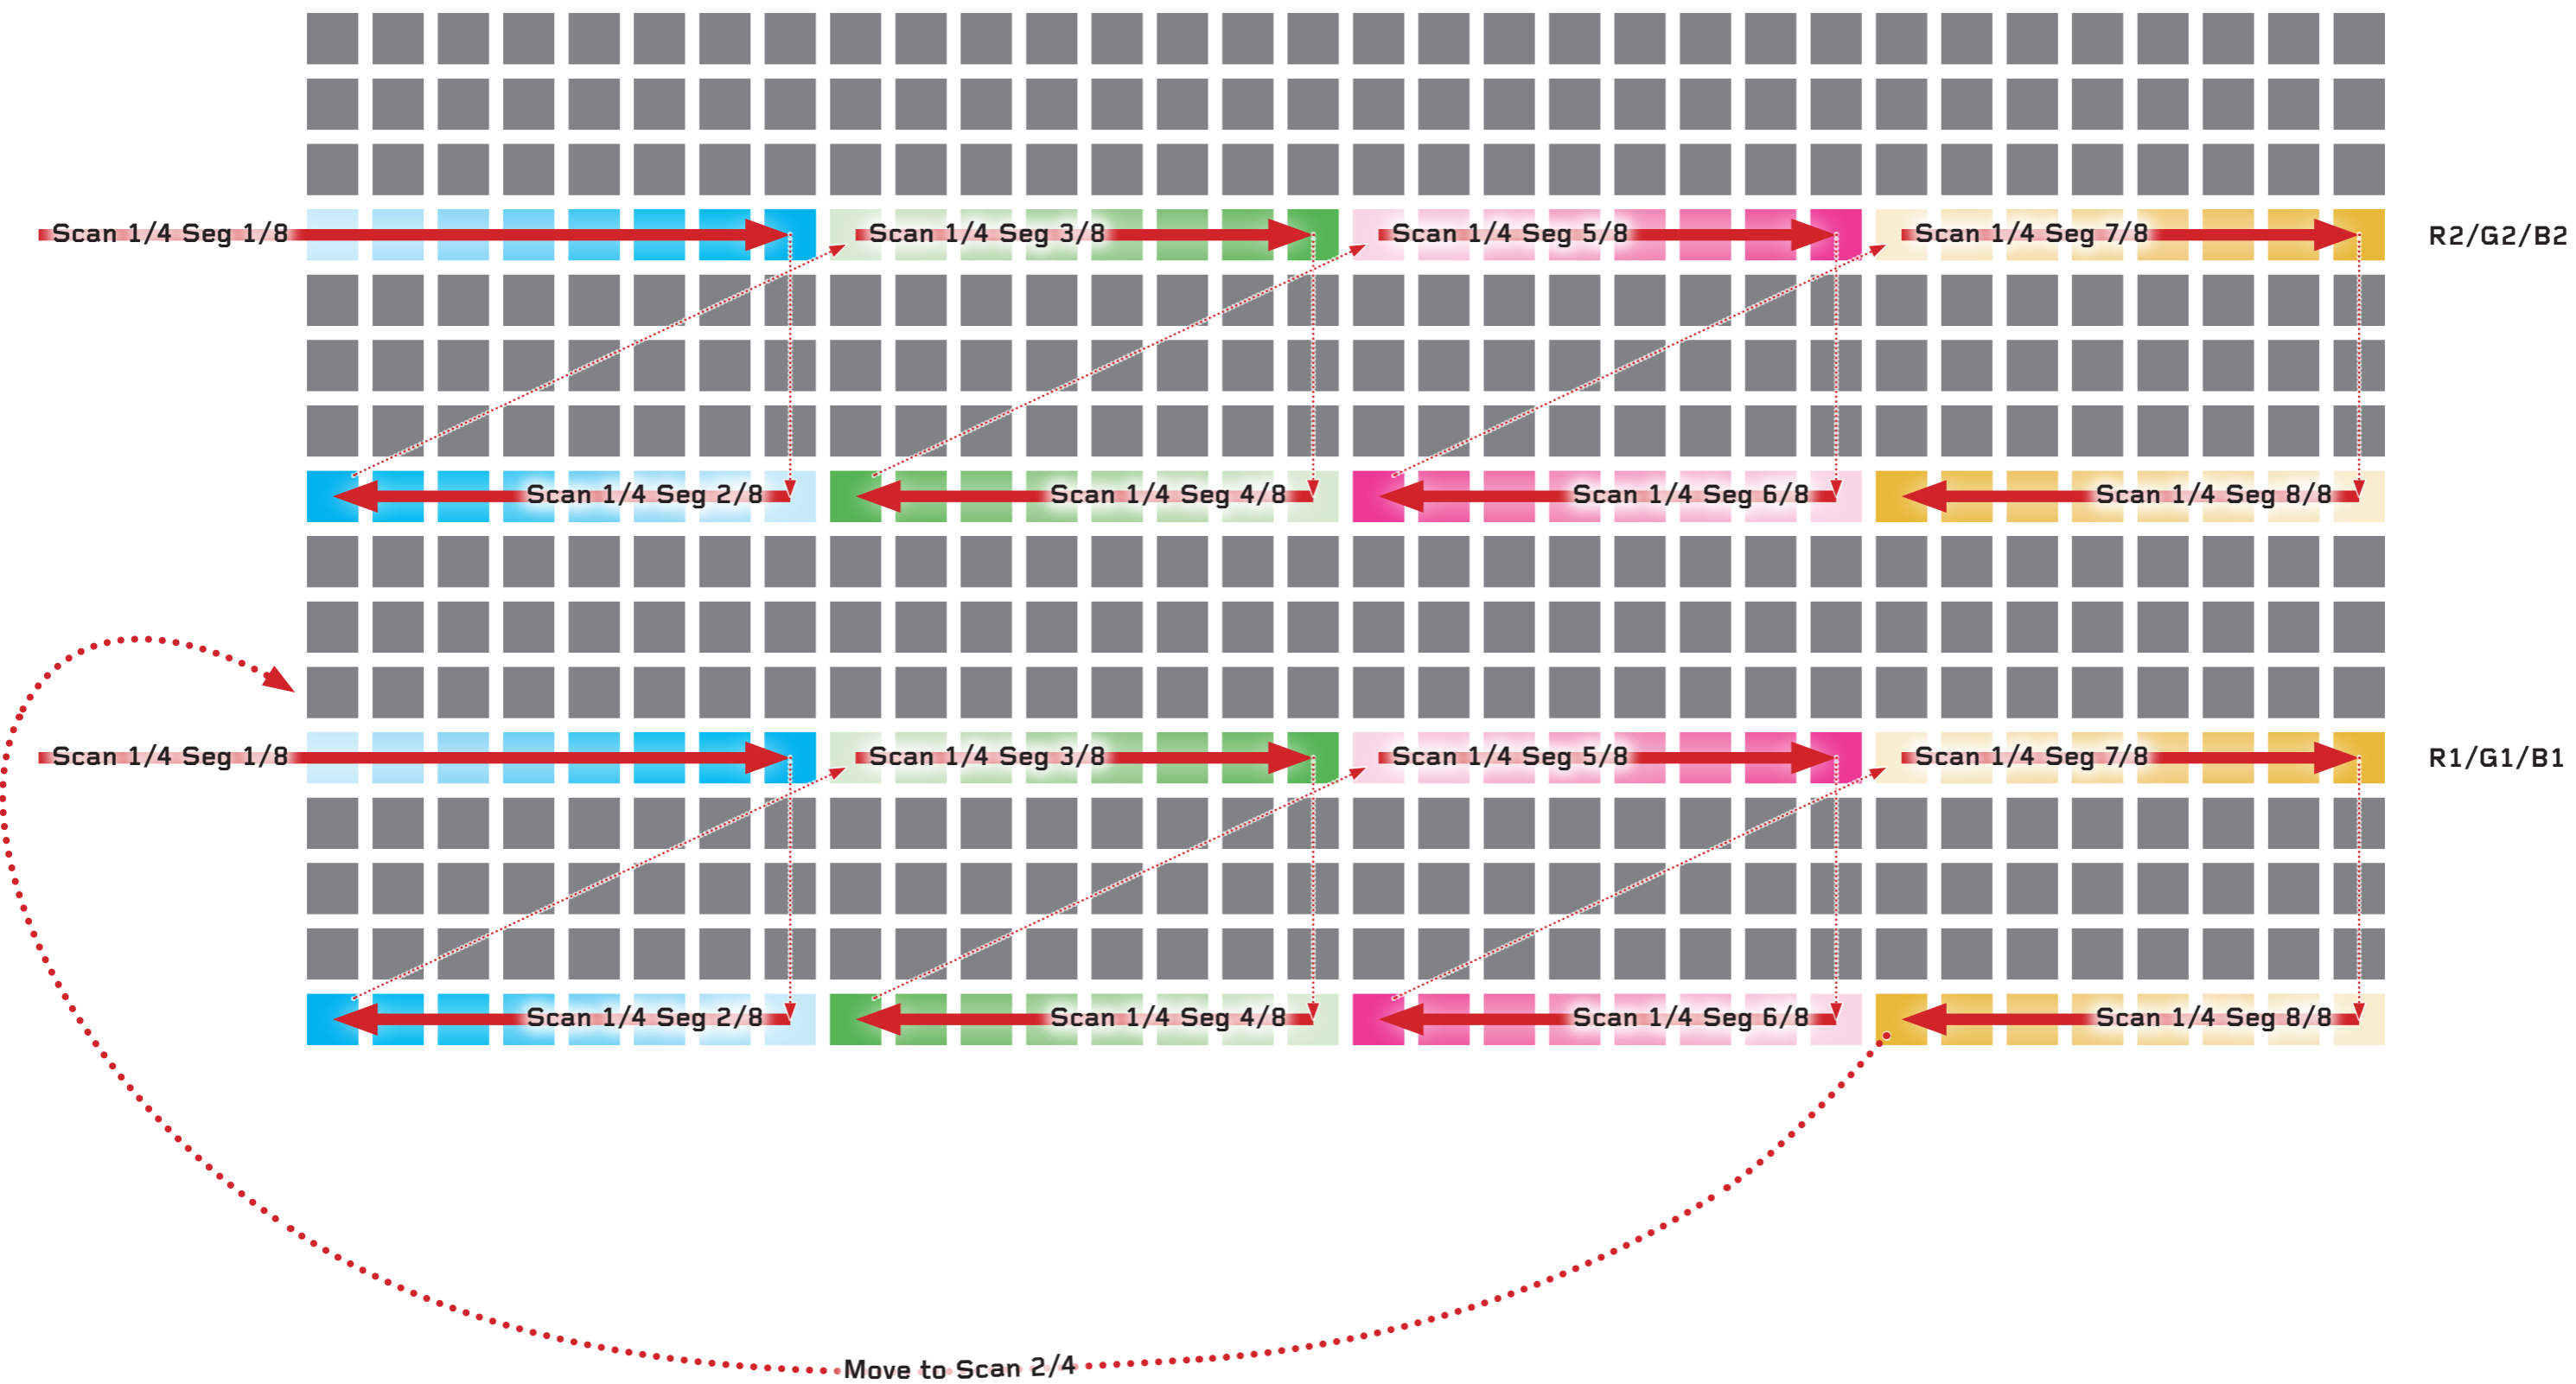 Scan 1/4 Seg 1/8
Scan 1/4 Seg 3/8
Scan 1/4 Seg 5/8
Scan 1/4 Seg 7/8
R2/G2/B2
Scan 1/4 Seg 2/8
Scan 1/4 Seg 4/8
Scan 1/4 Seg 6/8
Scan 1/4 Seg 8/8
Scan 1/4 Seg 1/8
Scan 1/4 Seg 3/8
Scan 1/4 Seg 5/8
Scan 1/4 Seg 7/8
R1/G1/B1
Scan 1/4 Seg 2/8
Scan 1/4 Seg 4/8
Scan 1/4 Seg 6/8
Scan 1/4 Seg 8/8
Move to Scan 2/4